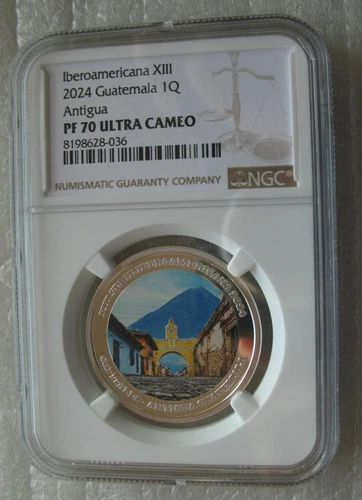 Iberoamericana XIII
2024 Guatemala 1Q
Antigua
PF 70 ULTRA CAMEO
8198628-036
NUMISMATIC GUARANTY COMPANY
NGC